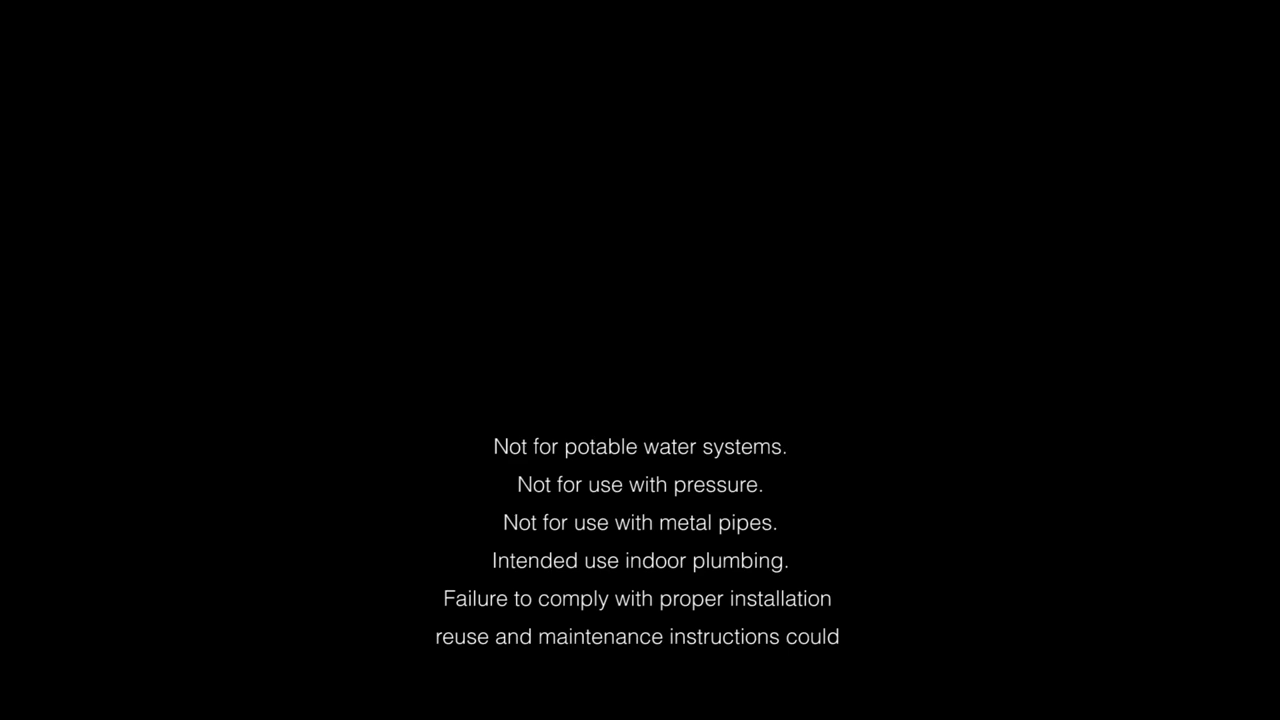 Not for potable water systems.
Not for use with pressure.
Not for use with metal pipes.
Intended use indoor plumbing.
Failure to comply with proper installation
reuse and maintenance instructions could